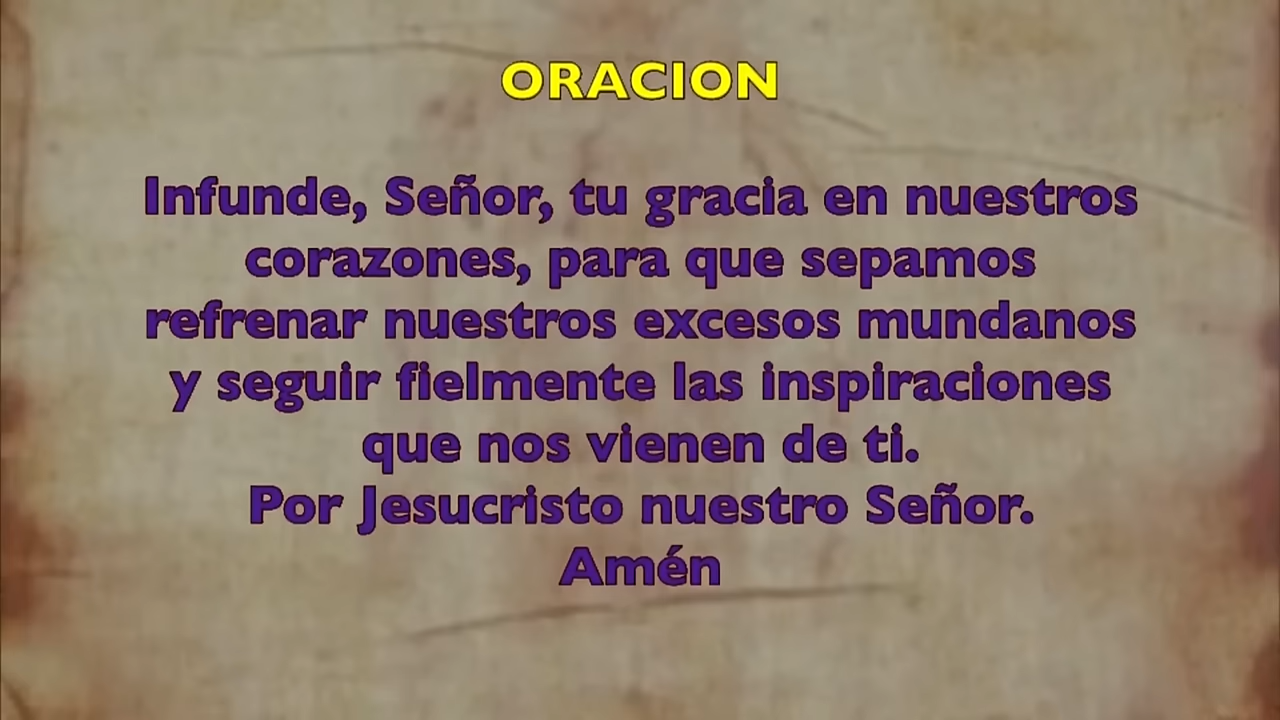 ORACION
Infunde, Señor, tu gracia en nuestros
corazones, para que sepamos
refrenar nuestros excesos mundanos
y seguir fielmente las inspiraciones
que nos vienen de ti.
Por Jesucristo nuestro Señor.
Amén